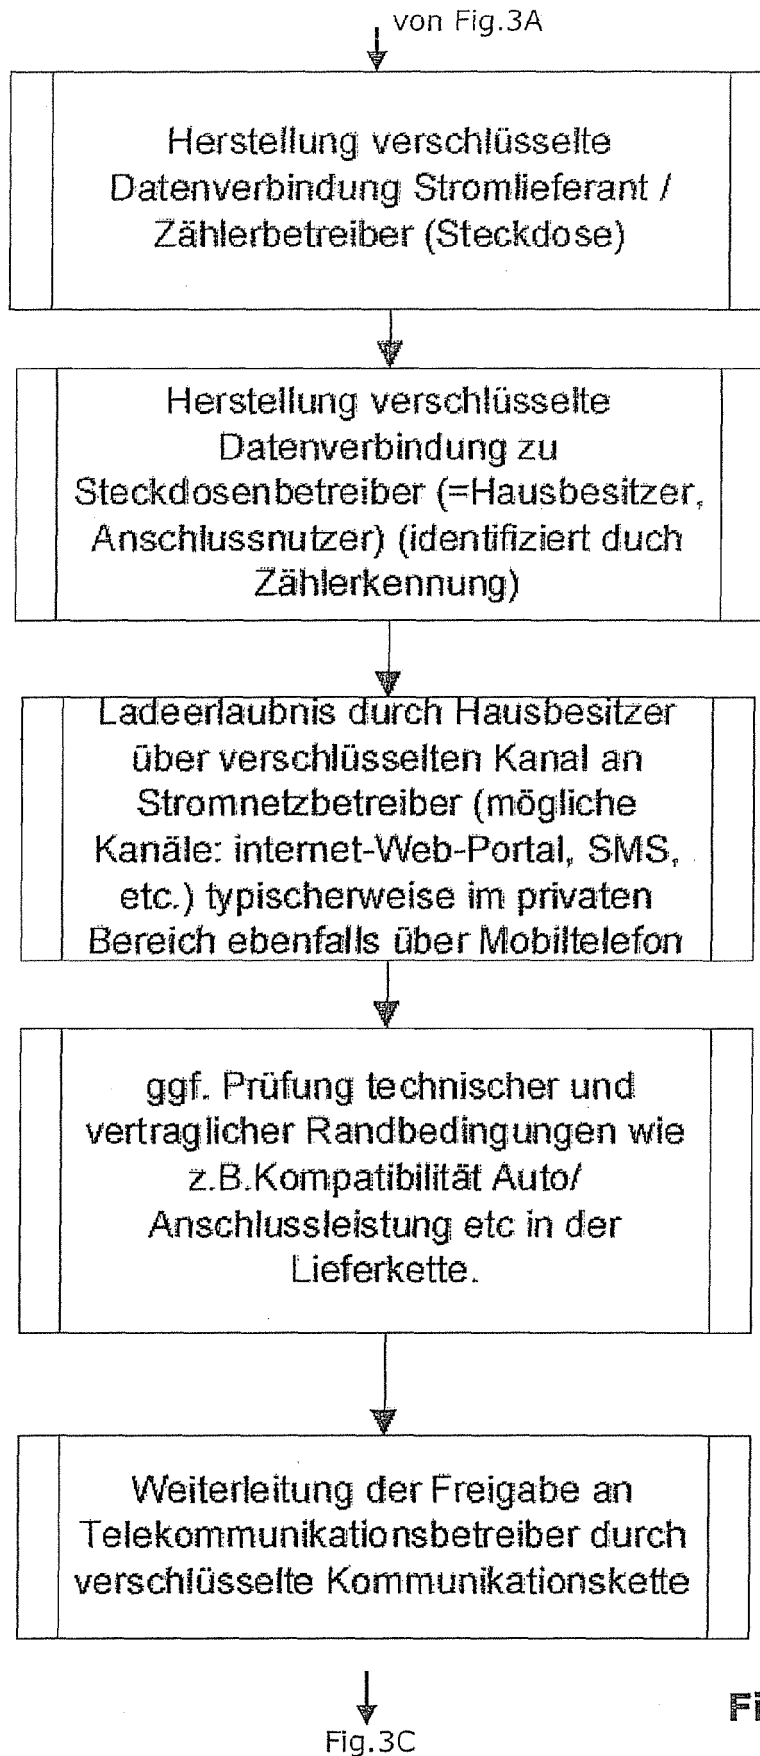 von Fig.3A
Herstellung verschlüsselte
Datenverbindung Stromlieferant /
Zählerbetreiber (Steckdose)
Herstellung verschlüsselte
Datenverbindung zu
Steckdosenbetreiber (=Hausbesitzer,
Anschlussnutzer) (identifiziert duch
Zählerkennung)
Ladeerlaubnis durch Hausbesitzer
über verschlüsselten Kanal an
Stromnetzbetreiber (mögliche
Kanäle: internet-Web-Portal, SMS,
etc.) typischerweise im privaten
Bereich ebenfalls über Mobiltelefon
ggf. Prüfung technischer und
vertraglicher Randbedingungen wie
z.B.Kompatibilität Auto/
Anschlussleistung etc in der
Lieferkette.
Weiterleitung der Freigabe an
Telekommunikationsbetreiber durch
verschlüsselte Kommunikationskette
Fig.3C